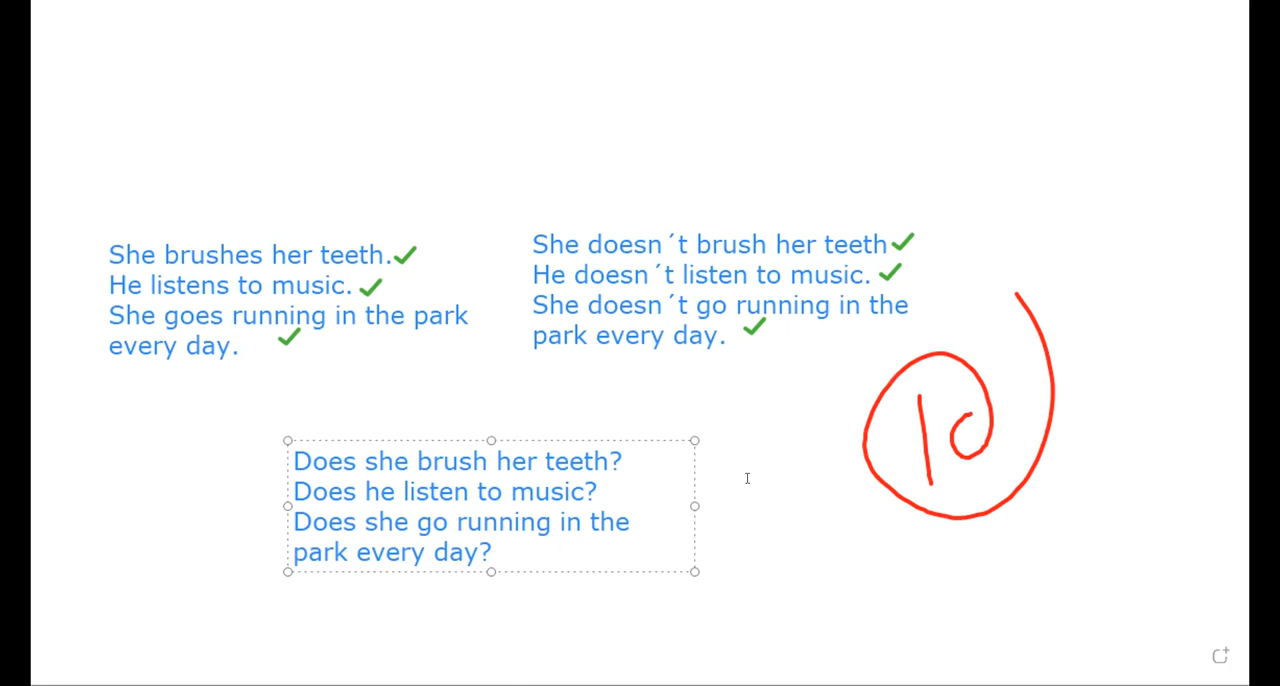 She brushes her teeth.
He listens to music.
She goes running in the park
every day.
She doesn´t brush her teeth
He doesn´t listen to music.
She doesn´t go running in the
park every day.
10
Does she brush her teeth?
Does he listen to music?
Does she go running in the
park every day?